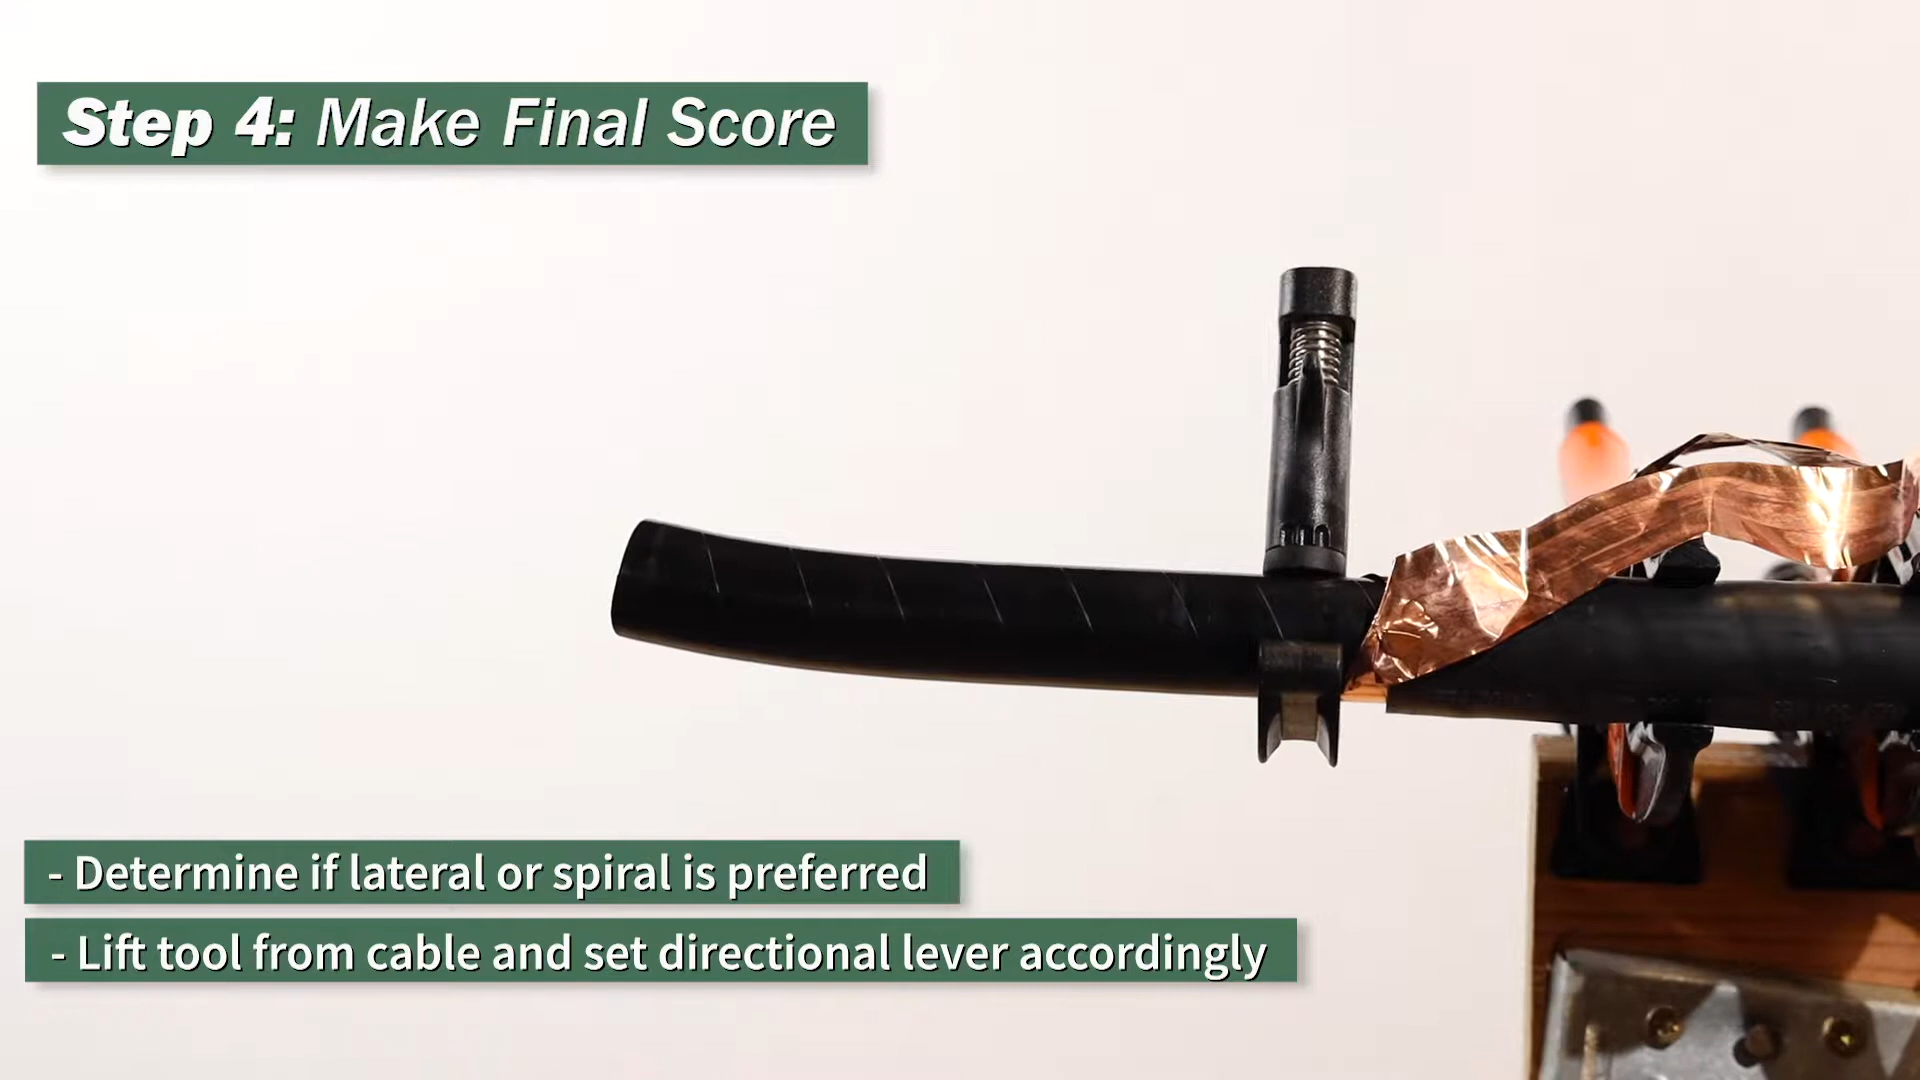 Step 4: Make Final Score
- Determine if lateral or spiral is preferred
- Lift tool from cable and set directional lever accordingly